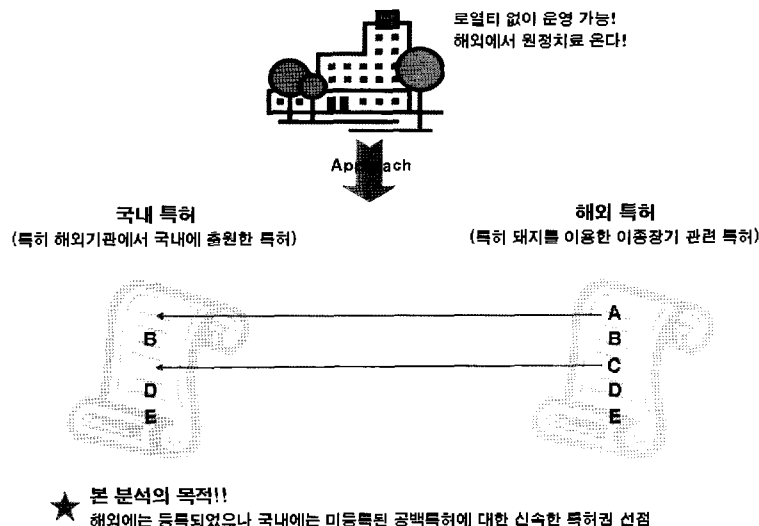 로열티 없이 운영 가능!
해외에서 원정치료 온다!
Approach
국내 특허
(특히 해외기관에서 국내에 출원한 특허)
해외 특허
(특히 돼지를 이용한 이종장기 관련 특허)
B
D
E
A
B
C
D
E
★ 본 분석의 목적!!
해외에는 등록되었으나 국내에는 미등록된 공백특허에 대한 신속한 특허권 선점